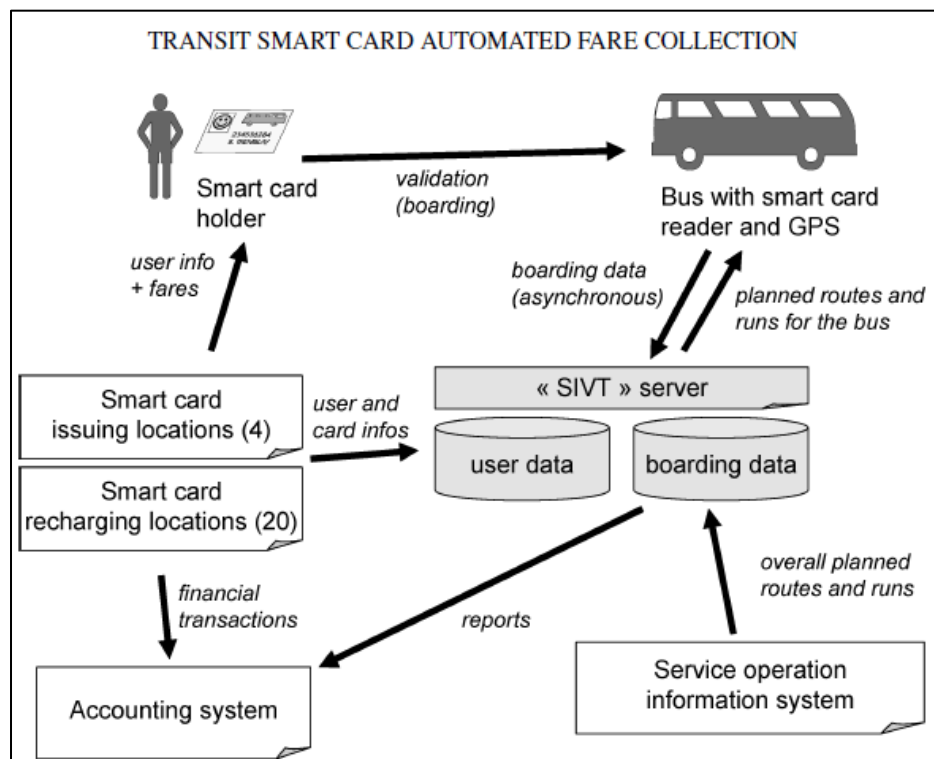 TRANSIT SMART CARD AUTOMATED FARE COLLECTION
Smart card
holder
validation
(boarding)
Bus with smart card
reader and GPS
user info
+ fares
boarding data
(asynchronous)
planned routes and
runs for the bus
Smart card
issuing locations (4)
user and
card infos
« SIVT » server
user data
boarding data
Smart card
recharging locations (20)
financial
transactions
reports
overall planned
routes and runs
Accounting system
Service operation
information system